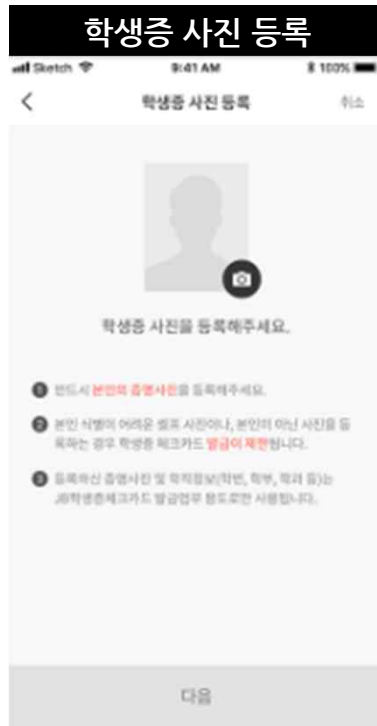 학생증 사진 등록
Sketch 9:41 AM 100%
학생증 사진 등록 취소
학생증 사진을 등록해주세요.
1 반드시 본인의 증명사진을 등록해주세요.
2 본인 식별이 어려운 셀프 사진이나, 본인이 아닌 사진을 등
록하는 경우 학생증 체크카드 발급이 제한됩니다.
3 등록하신 증명사진 및 학적정보(학번, 학부, 학과 등)는
JB학생증체크카드 발급업무 용도로만 사용됩니다.
다음